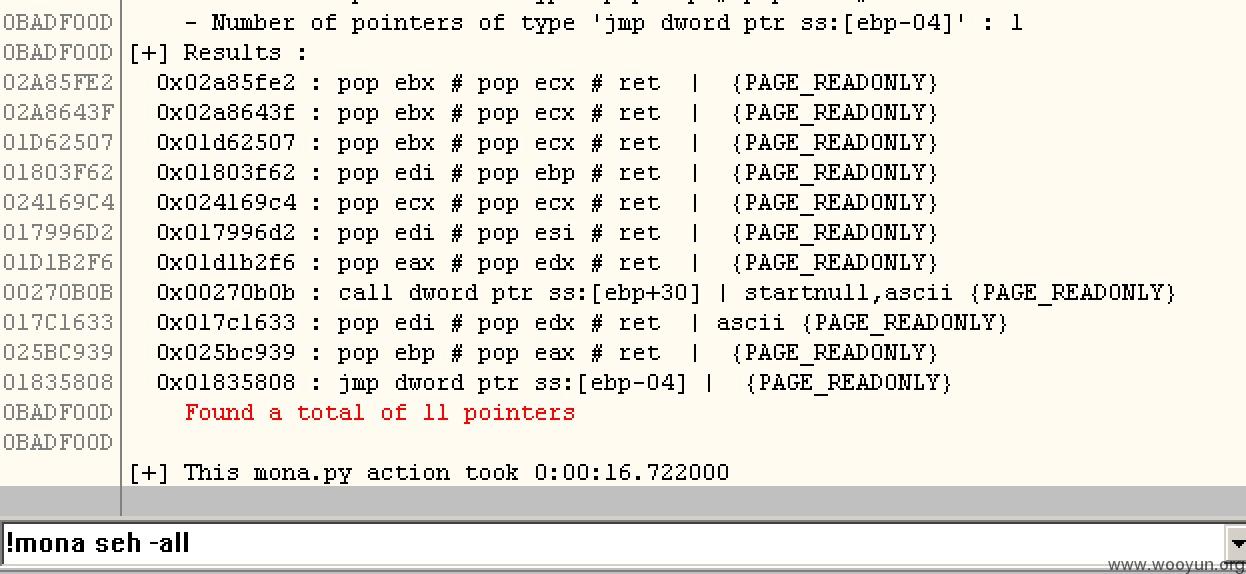 0BADF00D - Number of pointers of type 'jmp dword ptr ss:[ebp-04]' : 1
0BADF00D [+] Results :
02A85FE2 0x02a85fe2 : pop ebx # pop ecx # ret | {PAGE_READONLY}
02A8643F 0x02a8643f : pop ebx # pop ecx # ret | {PAGE_READONLY}
01D62507 0x01d62507 : pop ebx # pop ecx # ret | {PAGE_READONLY}
01803F62 0x01803f62 : pop edi # pop ebp # ret | {PAGE_READONLY}
024169C4 0x024169c4 : pop ecx # pop ecx # ret | {PAGE_READONLY}
017996D2 0x017996d2 : pop edi # pop esi # ret | {PAGE_READONLY}
01D1B2F6 0x01d1b2f6 : pop eax # pop edx # ret | {PAGE_READONLY}
00270B0B 0x00270b0b : call dword ptr ss:[ebp+30] | startnull,ascii {PAGE_READONLY}
017C1633 0x017c1633 : pop edi # pop edx # ret | ascii {PAGE_READONLY}
025BC939 0x025bc939 : pop ebp # pop eax # ret | {PAGE_READONLY}
01835808 0x01835808 : jmp dword ptr ss:[ebp-04] | {PAGE_READONLY}
0BADF00D Found a total of 11 pointers
0BADF00D
[+] This mona.py action took 0:00:16.722000
!mona seh -all
www.wooyun.org